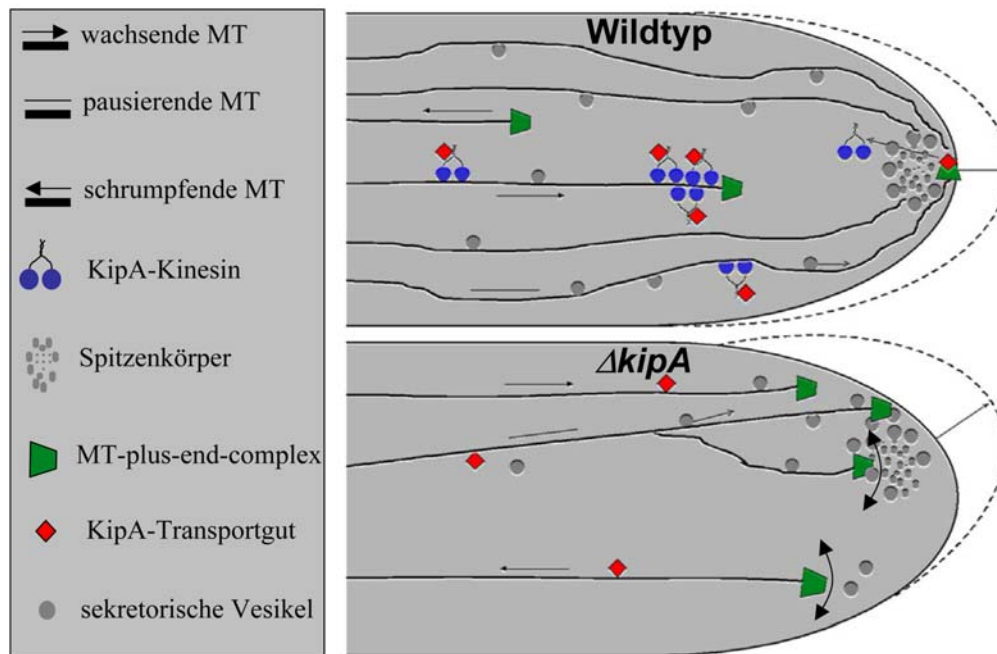 wachsende MT
pausierende MT
schrumpfende MT
KipA-Kinesin
Spitzenkörper
MT-plus-end-complex
KipA-Transportgut
sekretorische Vesikel
Wildtyp
ΔkipA